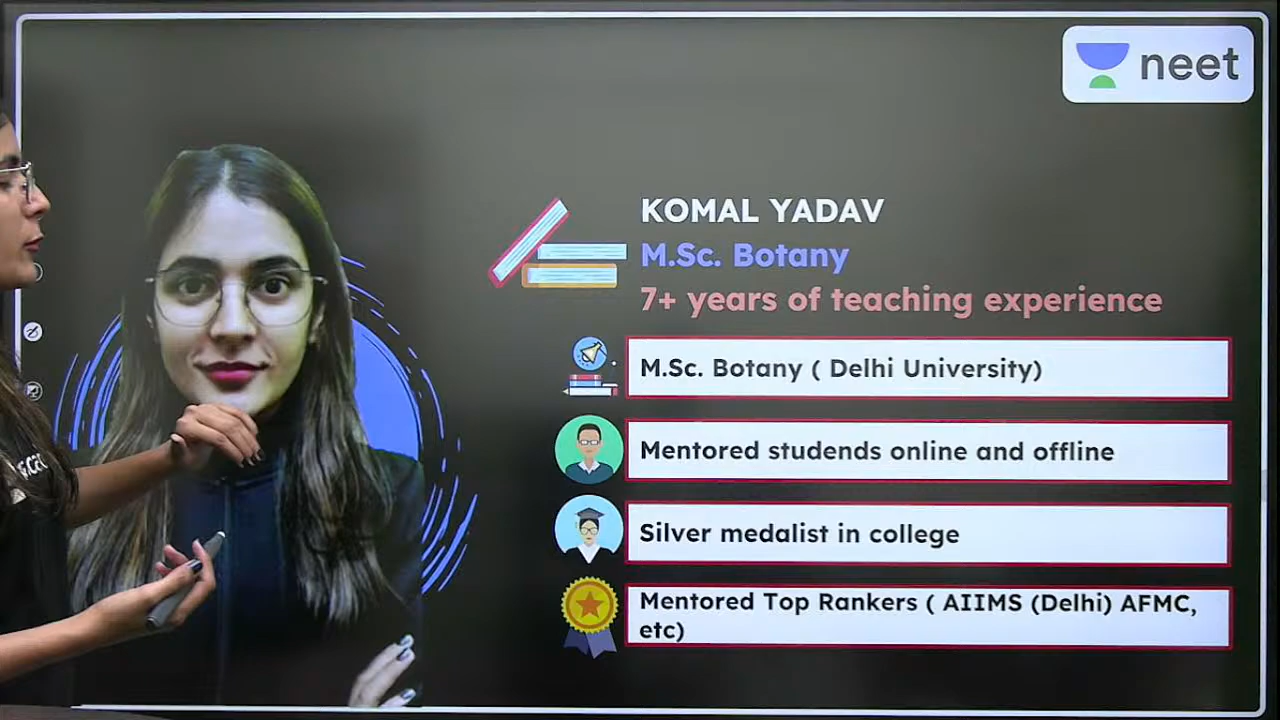 neet
KOMAL YADAV
M.Sc. Botany
7+ years of teaching experience
M.Sc. Botany ( Delhi University)
Mentored studends online and offline
Silver medalist in college
Mentored Top Rankers ( AIIMS (Delhi) AFMC,
etc)